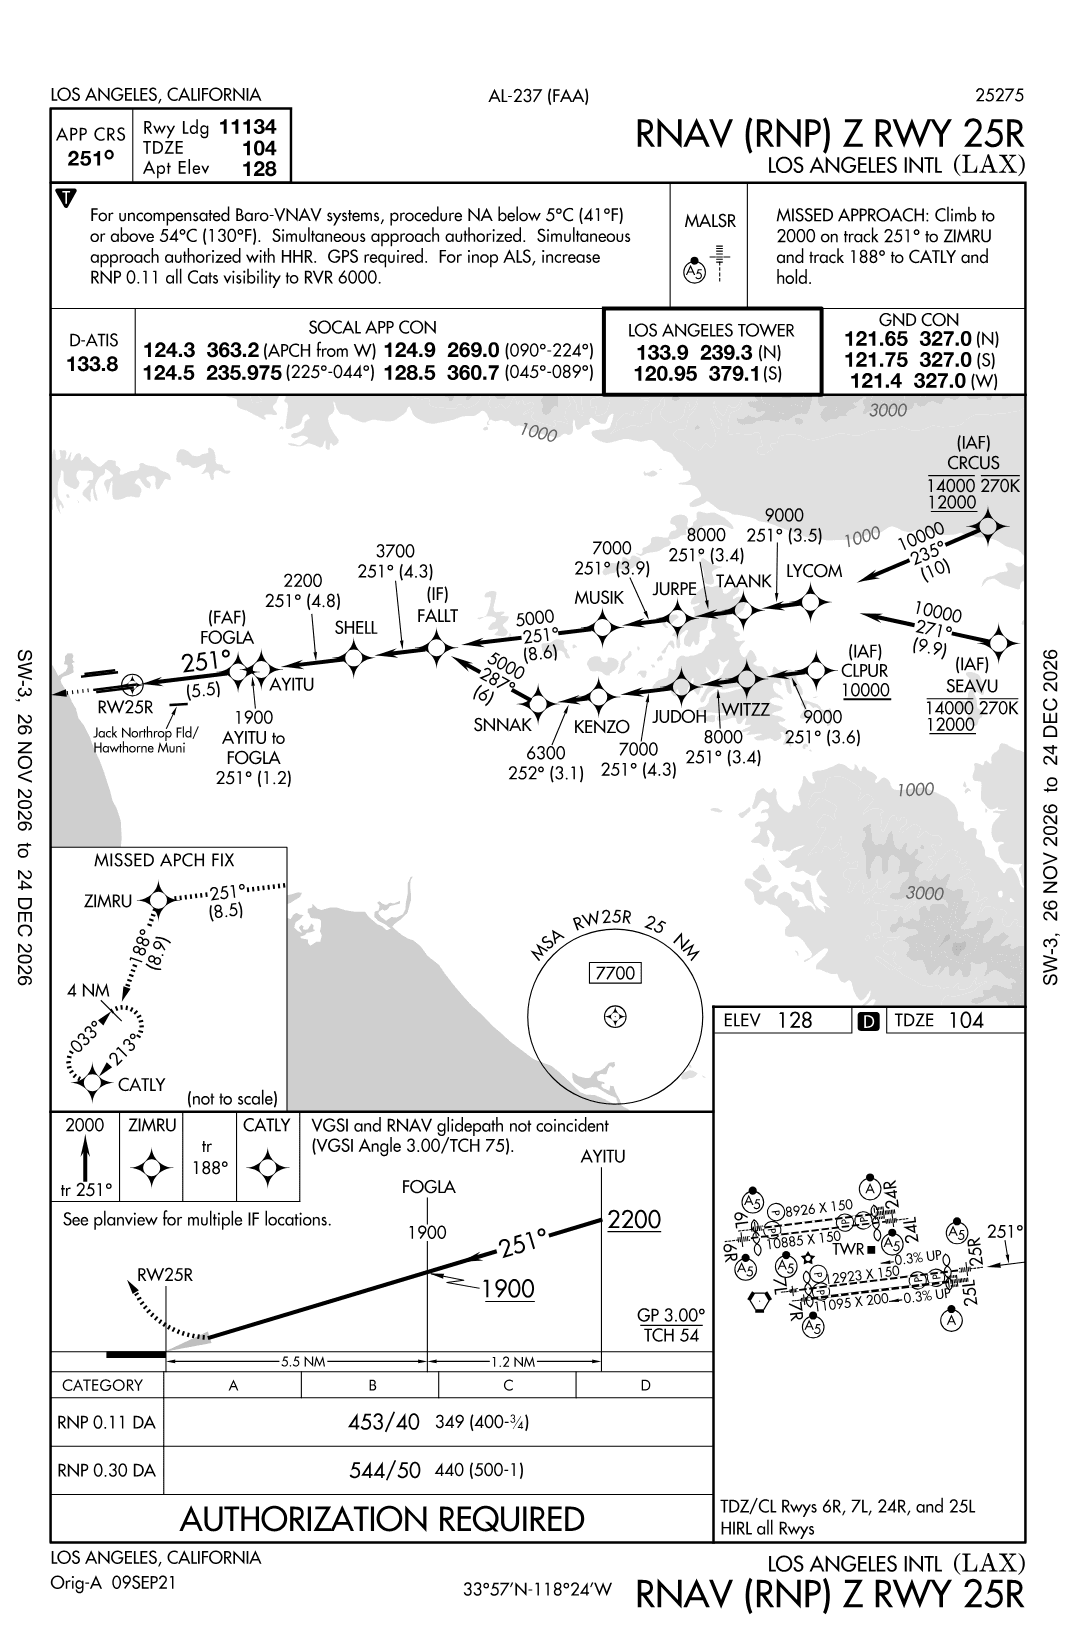 LOS ANGELES, CALIFORNIA
AL-237 (FAA)
25275
RNAV (RNP) Z RWY 25R
LOS ANGELES INTL (LAX)
APP CRS
251°
Rwy Ldg 11134
TDZE 104
Apt Elev 128
T
For uncompensated Baro-VNAV systems, procedure NA below 5°C (41°F)
or above 54°C (130°F). Simultaneous approach authorized. Simultaneous
approach authorized with HHR. GPS required. For inop ALS, increase
RNP 0.11 all Cats visibility to RVR 6000.
MALSR
A5
MISSED APPROACH: Climb to
2000 on track 251° to ZIMRU
and track 188° to CATLY and
hold.
D-ATIS
133.8
SOCAL APP CON
124.3 363.2 (APCH from W) 124.9 269.0 (090°-224°)
124.5 235.975 (225°-044°) 128.5 360.7 (045°-089°)
LOS ANGELES TOWER
133.9 239.3 (N)
120.95 379.1 (S)
GND CON
121.65 327.0 (N)
121.75 327.0 (S)
121.4 327.0 (W)
3000
1000
(IAF)
CRCUS
14000 270K
12000
10000
235°
(10)
1000
9000
251° (3.5)
8000
251° (3.4)
7000
251° (3.9)
3700
251° (4.3)
2200
251° (4.8)
LYCOM
TAANK
JURPE
MUSIK
(IF)
FALLT
SHELL
(FAF)
FOGLA
251°
(5.5)
AYITU
RW25R
5000
251°
(8.6)
5000
287°
(6)
10000
271°
(9.9)
(IAF)
SEAVU
14000 270K
12000
(IAF)
CLPUR
10000
SNNAK
KENZO
JUDOH
WITZZ
9000
251° (3.6)
8000
251° (3.4)
7000
251° (4.3)
6300
252° (3.1)
1900
AYITU to
FOGLA
251° (1.2)
Jack Northrop Fld/
Hawthorne Muni
1000
3000
SW-3, 26 NOV 2026 to 24 DEC 2026
SW-3, 26 NOV 2026 to 24 DEC 2026
MISSED APCH FIX
ZIMRU
251°
(8.5)
188°
(8.9)
4 NM
033°
213°
CATLY
(not to scale)
MSA RW25R 25 NM
7700
ELEV 128
D
TDZE 104
2000
tr 251°
ZIMRU
tr
188°
CATLY
VGSI and RNAV glidepath not coincident
(VGSI Angle 3.00/TCH 75).
See planview for multiple IF locations.
AYITU
FOGLA
1900
2200
251°
1900
RW25R
GP 3.00°
TCH 54
5.5 NM
1.2 NM
CATEGORY A B C D
RNP 0.11 DA 453/40 349 (400-¾)
RNP 0.30 DA 544/50 440 (500-1)
AUTHORIZATION REQUIRED
A5
A
24R
P
8926 X 150
6L
P
P
10885 X 150
6R
24L
A5
A5
TWR
0.3% UP
A5
A5
25R
251°
7L
P
12923 X 150
P
P
P
7R
11095 X 200
0.3% UP
25L
A5
A
TDZ/CL Rwys 6R, 7L, 24R, and 25L
HIRL all Rwys
LOS ANGELES, CALIFORNIA
Orig-A 09SEP21
33°57'N-118°24'W
LOS ANGELES INTL (LAX)
RNAV (RNP) Z RWY 25R